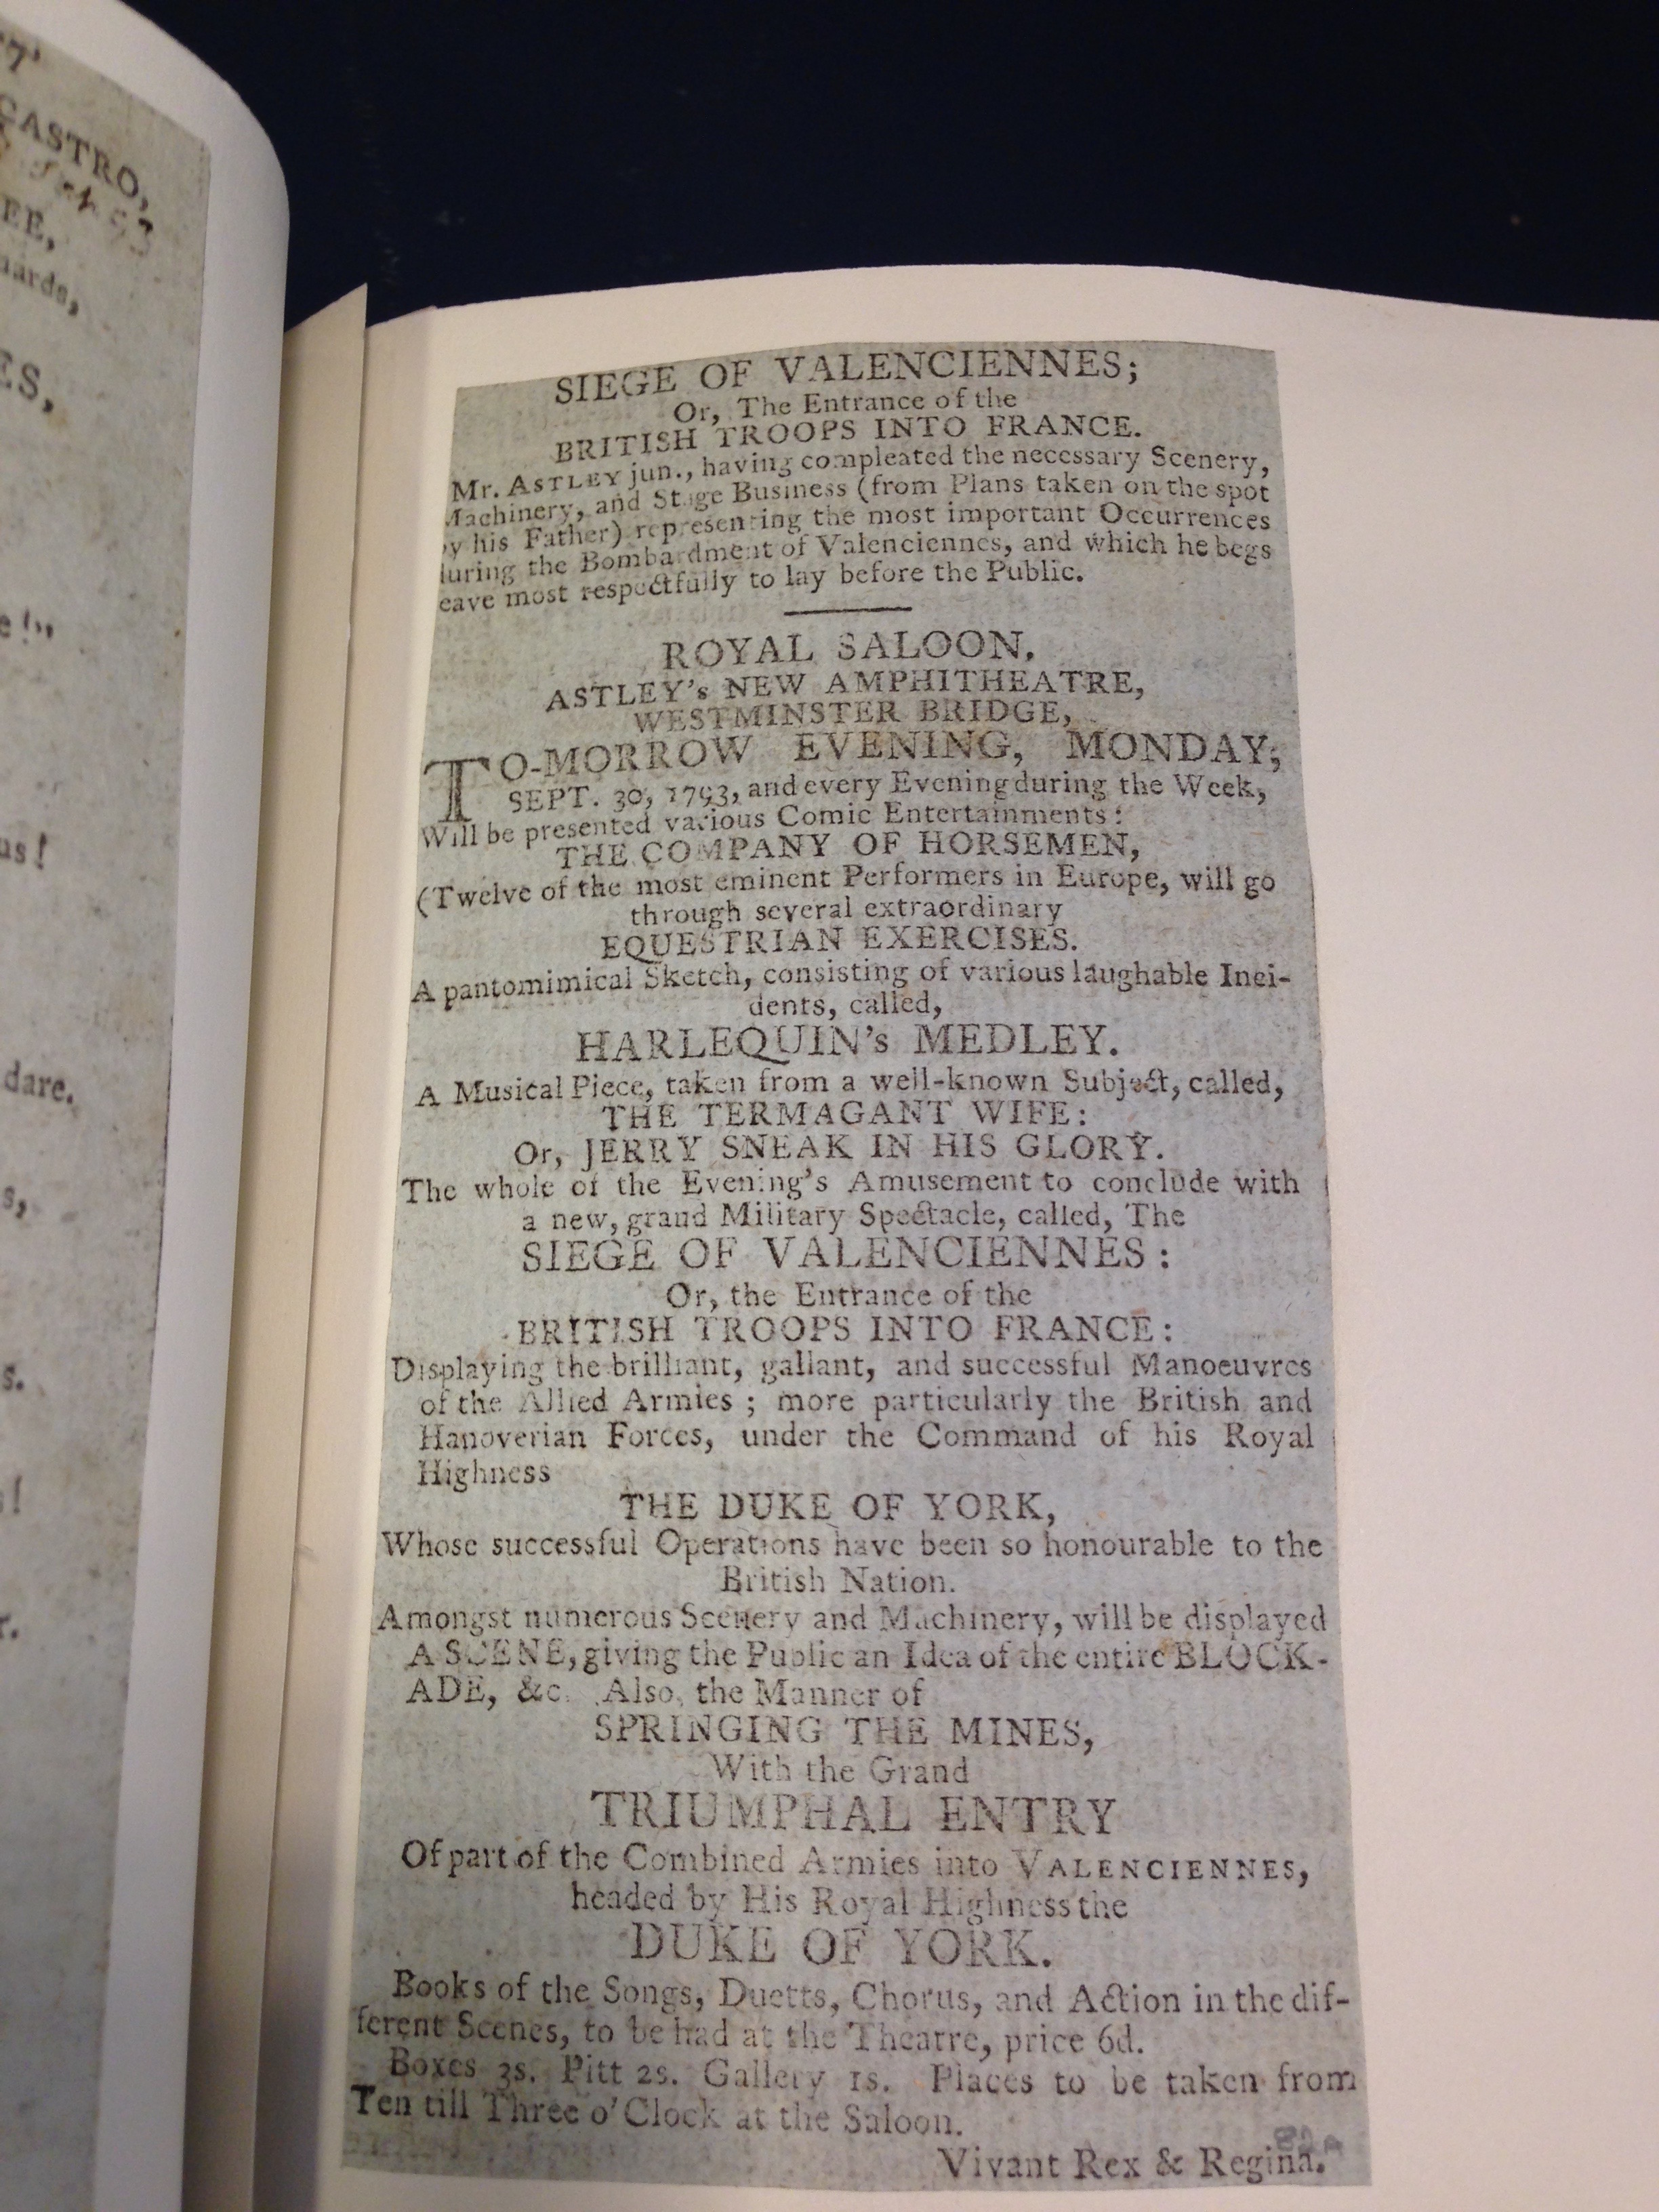 CASTRO,
EE,
nards,
ES,
e!"
us!
dare.
s,
s.
s!
r.
SIEGE OF VALENCIENNES;
Or, The Entrance of the
BRITISH TROOPS INTO FRANCE.
Mr. ASTLEY jun., having compleated the necessary Scenery,
Machinery, and Stage Business (from Plans taken on the spot
by his Father) representing the most important Occurrences
during the Bombardment of Valenciennes, and which he begs
leave most respectfully to lay before the Public.
ROYAL SALOON.
ASTLEY's NEW AMPHITHEATRE,
WESTMINSTER BRIDGE,
TO-MORROW EVENING, MONDAY,
SEPT. 30, 1793, and every Evening during the Week,
Will be presented various Comic Entertainments:
THE COMPANY OF HORSEMEN,
(Twelve of the most eminent Performers in Europe, will go
through several extraordinary
EQUESTRIAN EXERCISES.
A pantomimical Sketch, consisting of various laughable Inci-
dents, called,
HARLEQUIN's MEDLEY.
A Musical Piece, taken from a well-known Subject, called,
THE TERMAGANT WIFE:
Or, JERRY SNEAK IN HIS GLORY.
The whole of the Evening's Amusement to conclude with
a new, grand Military Spectacle, called, The
SIEGE OF VALENCIENNES:
Or, the Entrance of the
BRITISH TROOPS INTO FRANCE:
Displaying the brilliant, gallant, and successful Manoeuvres
of the Allied Armies; more particularly the British and
Hanoverian Forces, under the Command of his Royal
Highness
THE DUKE OF YORK,
Whose successful Operations have been so honourable to the
British Nation.
Amongst numerous Scenery and Machinery, will be displayed
A SCENE, giving the Public an Idea of the entire BLOCK-
ADE, &c. Also, the Manner of
SPRINGING THE MINES,
With the Grand
TRIUMPHAL ENTRY
Of part of the Combined Armies into VALENCIENNES,
headed by His Royal Highness the
DUKE OF YORK.
Books of the Songs, Duetts, Chorus, and Action in the dif-
ferent Scenes, to be had at the Theatre, price 6d.
Boxes 3s. Pitt 2s. Gallery 1s. Places to be taken from
Ten till Three o'Clock at the Saloon.
Vivant Rex & Regina.